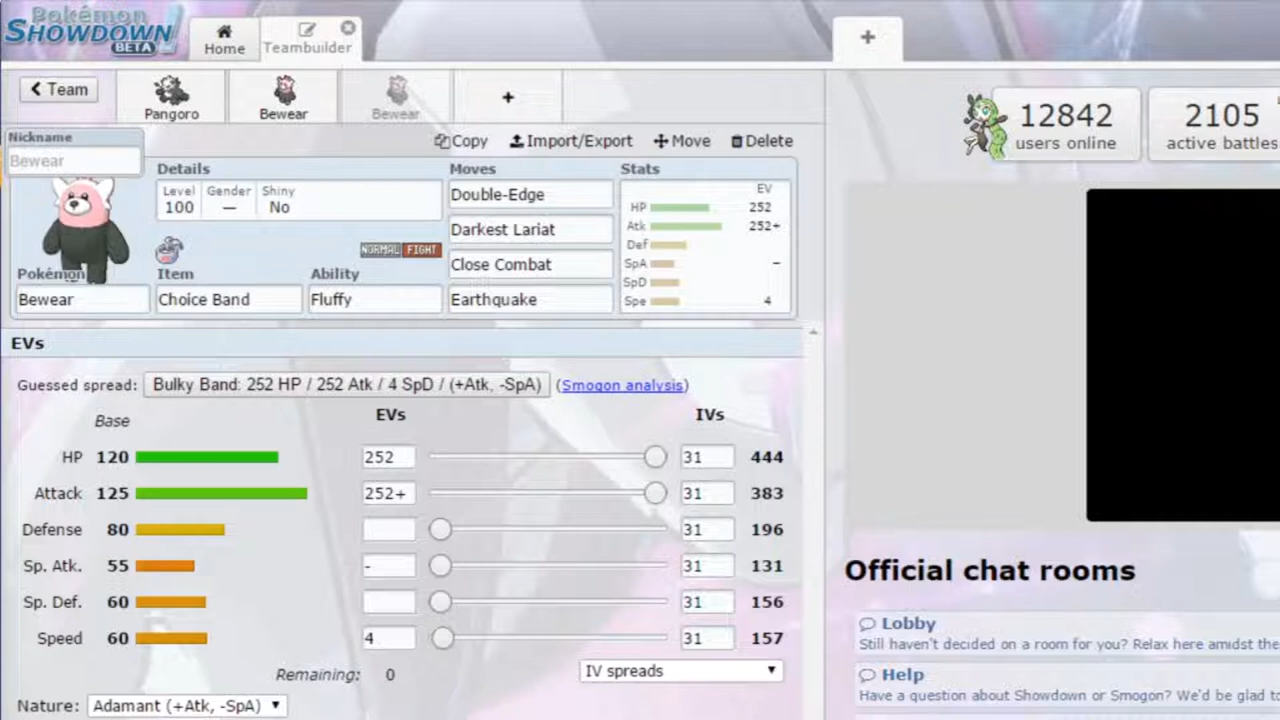 Pokémon
SHOWDOWN
BETA
Home
Teambuilder
+
< Team
Pangoro
Bewear
Bewear
+
12842
users online
2105
active battles
Nickname
Bewear
Copy
Import/Export
Move
Delete
Details
Level
100
Gender
—
Shiny
No
Moves
Double-Edge
Darkest Lariat
Close Combat
Earthquake
Stats
EV
HP 252
Atk 252+
Def
SpA –
SpD
Spe 4
NORMAL FIGHT
Pokémon
Bewear
Item
Choice Band
Ability
Fluffy
EVs
Guessed spread: Bulky Band: 252 HP / 252 Atk / 4 SpD / (+Atk, -SpA) (Smogon analysis)
Base EVs IVs
HP 120 252 31 444
Attack 125 252+ 31 383
Defense 80 31 196
Sp. Atk. 55 - 31 131
Sp. Def. 60 31 156
Speed 60 4 31 157
Remaining: 0
IV spreads
Nature: Adamant (+Atk, -SpA)
Official chat rooms
Lobby
Still haven't decided on a room for you? Relax here amidst the
Help
Have a question about Showdown or Smogon? We'd be glad to